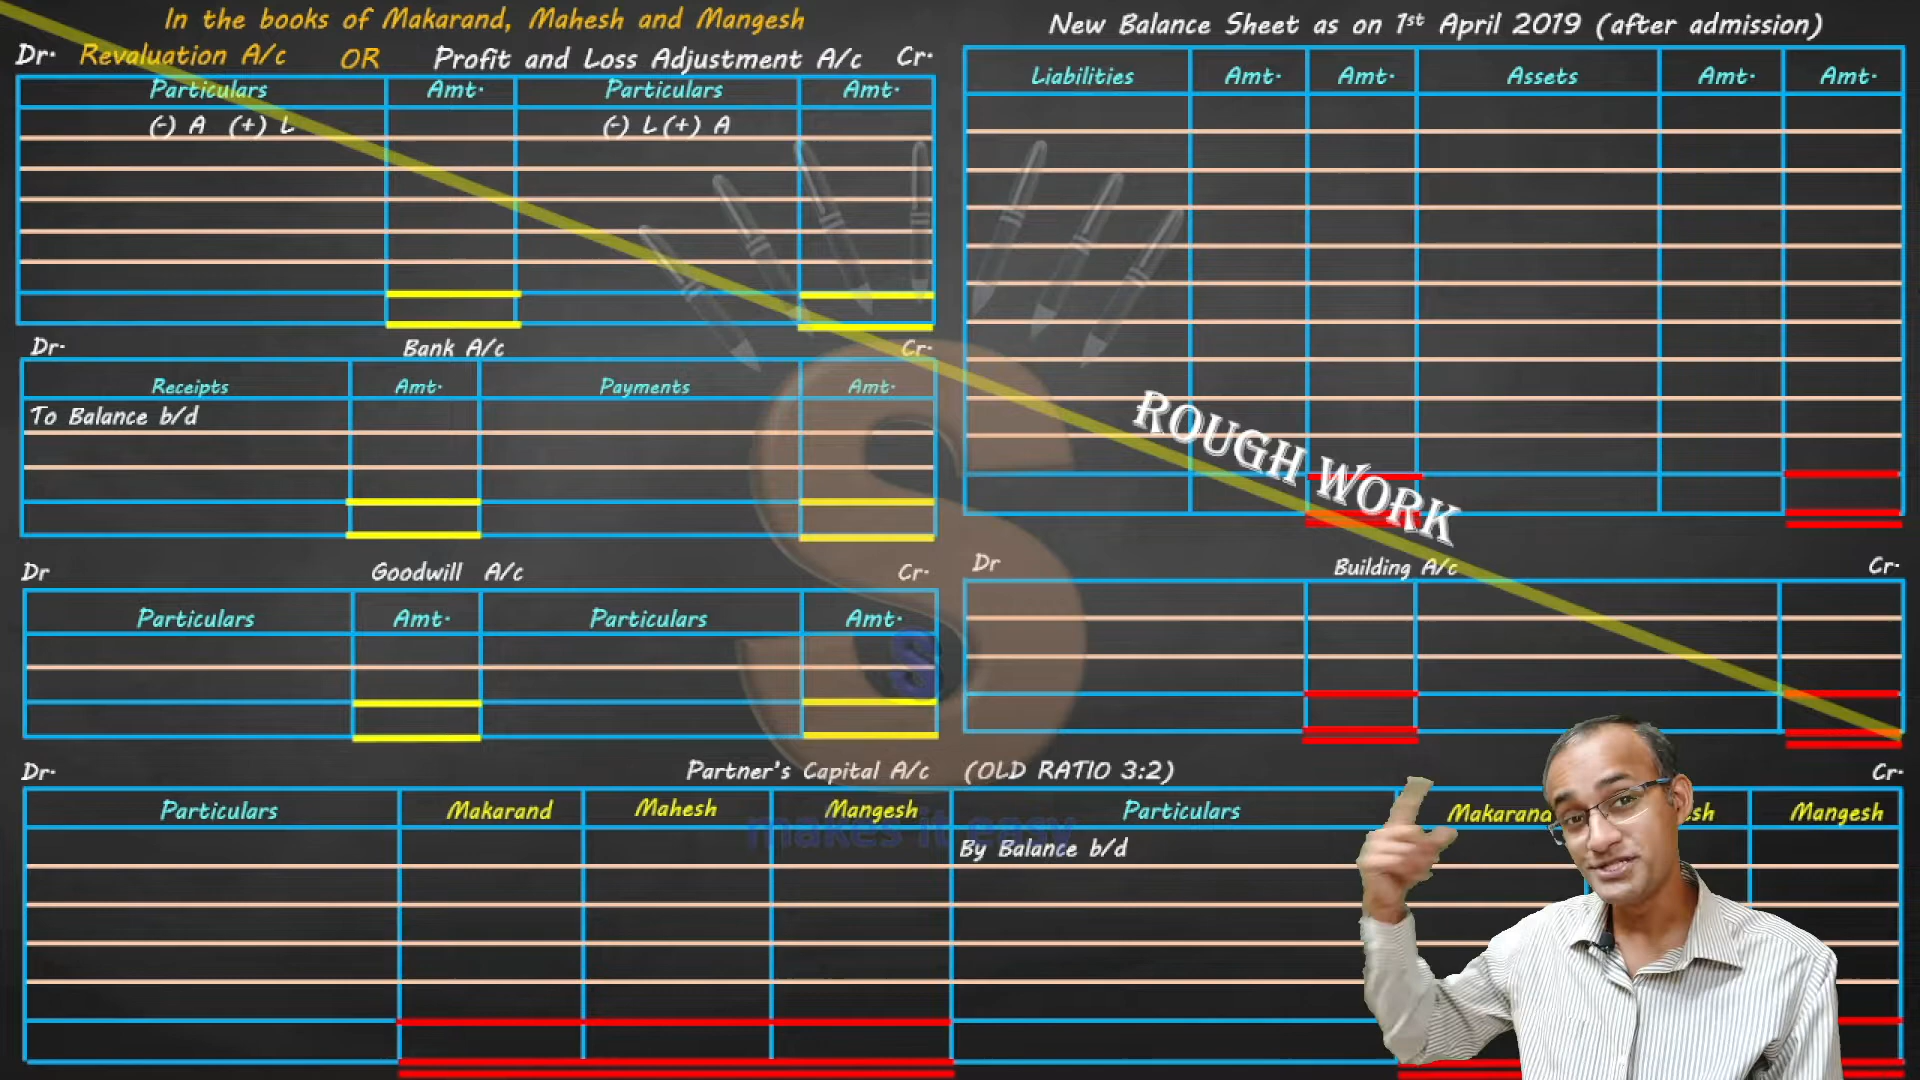 In the books of Makarand, Mahesh and Mangesh
Dr. Revaluation A/c OR Profit and Loss Adjustment A/c Cr.
Particulars Amt. Particulars Amt.
(-) A (+) L (-) L (+) A
Dr. Bank A/c Cr.
Receipts Amt. Payments Amt.
To Balance b/d
Dr Goodwill A/c Cr.
Particulars Amt. Particulars Amt.
New Balance Sheet as on 1st April 2019 (after admission)
Liabilities Amt. Amt. Assets Amt. Amt.
ROUGH WORK
Dr Building A/c Cr.
Dr. Partner's Capital A/c (OLD RATIO 3:2) Cr.
Particulars Makarand Mahesh Mangesh Particulars Makarand Mangesh
By Balance b/d
S
makes it easy